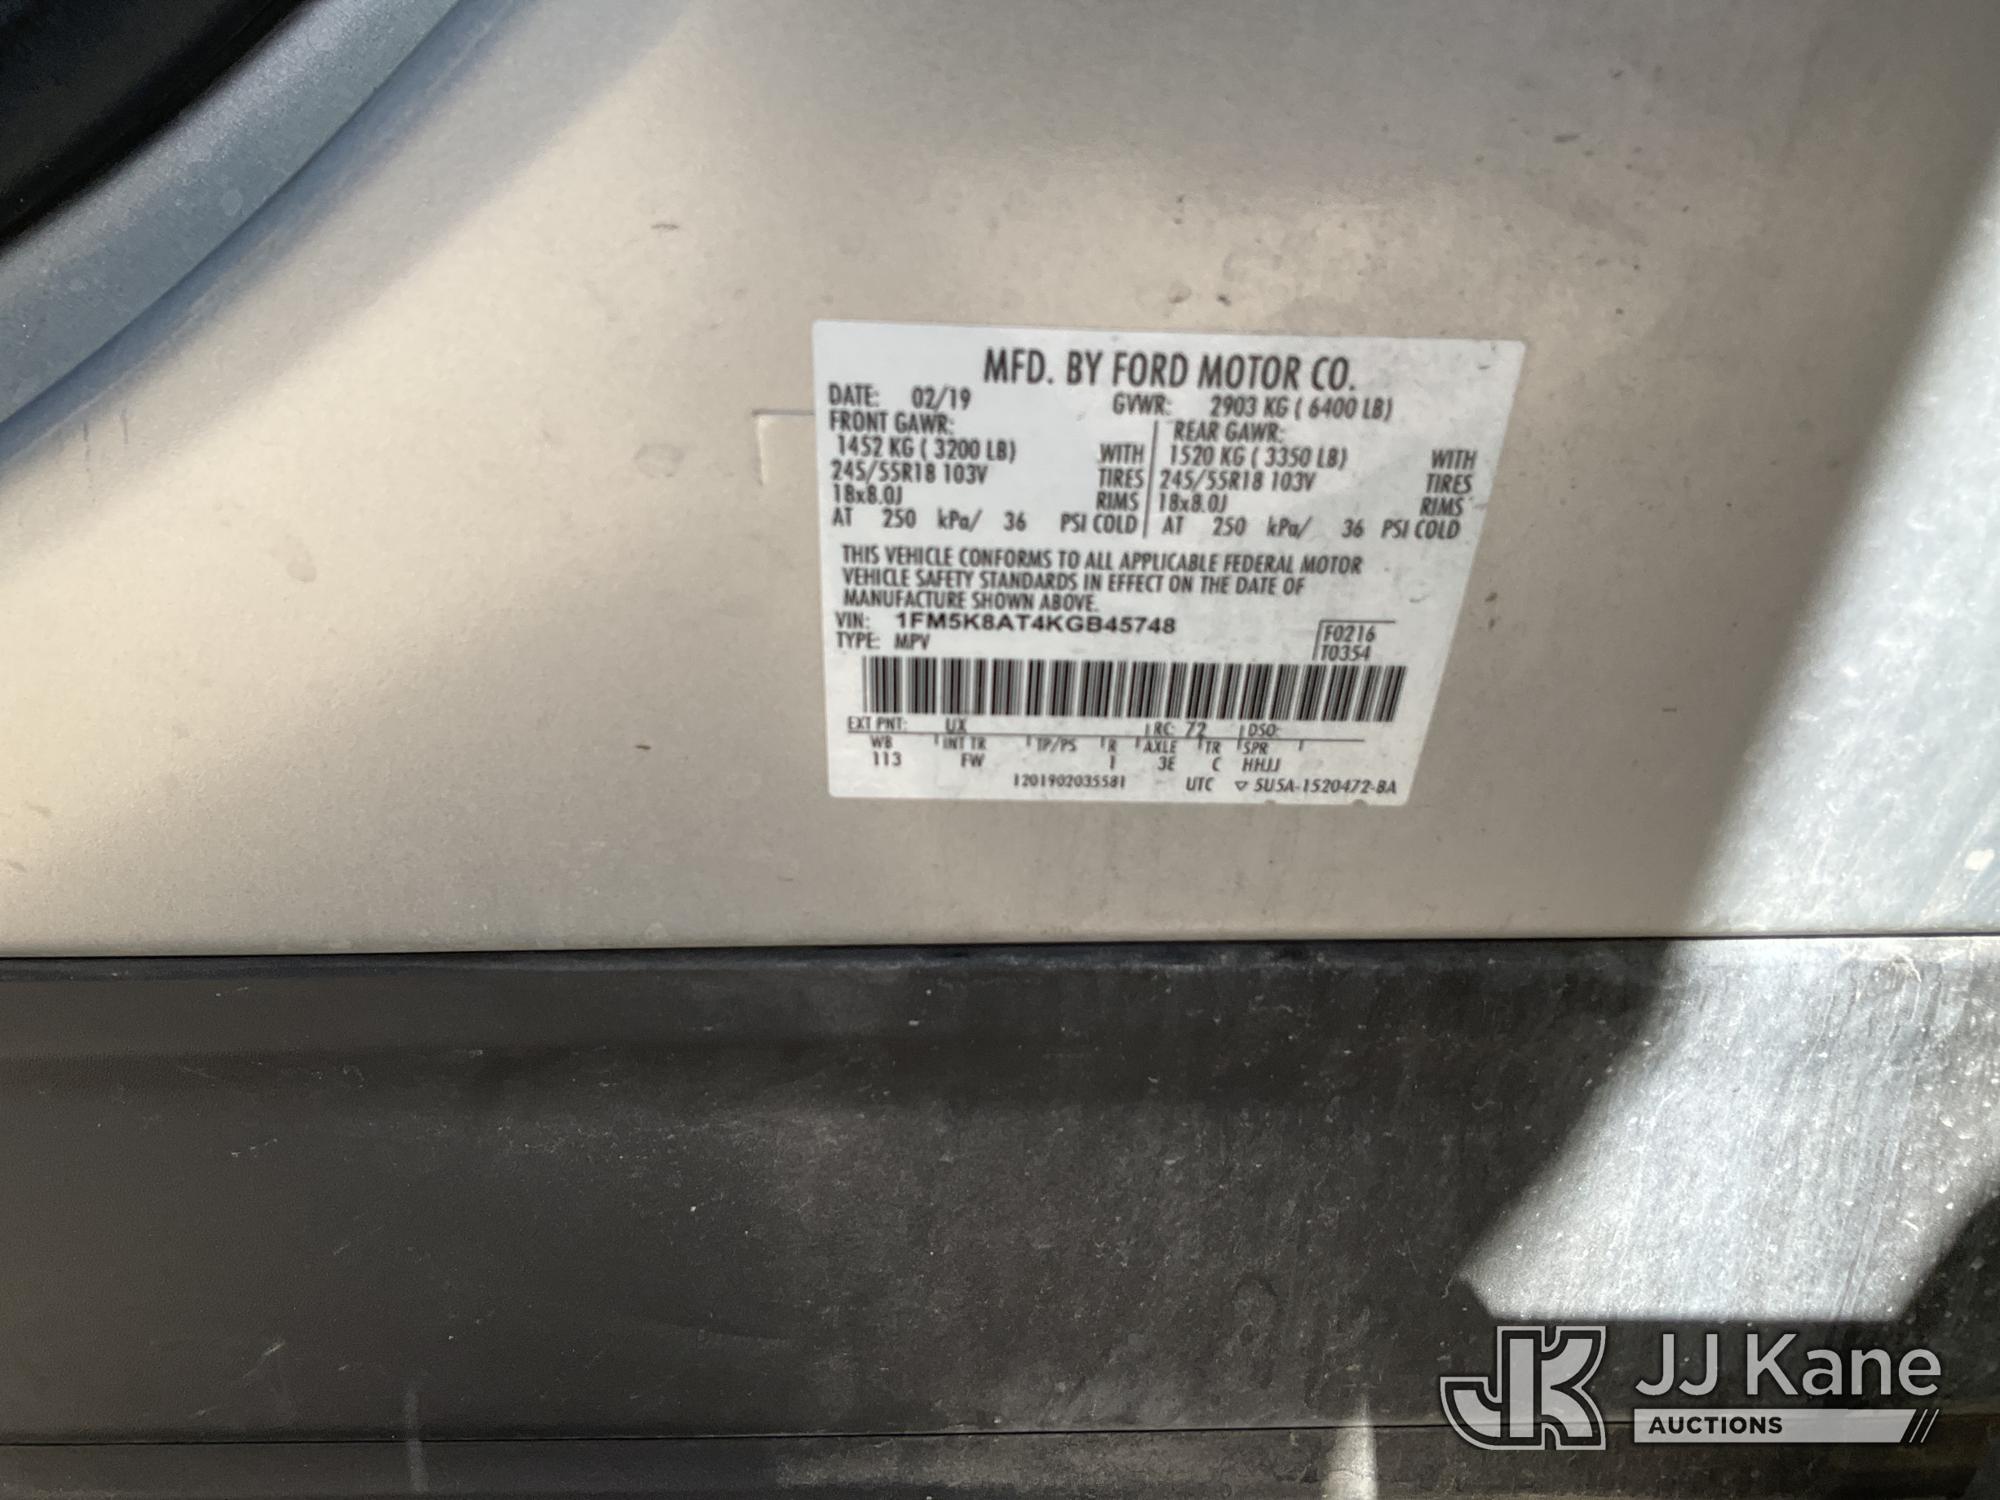 MFD. BY FORD MOTOR CO.
DATE: 02/19 GVWR: 2903 KG ( 6400 LB)
FRONT GAWR: REAR GAWR:
1452 KG ( 3200 LB) WITH 1520 KG ( 3350 LB) WITH
245/55R18 103V TIRES 245/55R18 103V TIRES
18x8.0J RIMS 18x8.0J RIMS
AT 250 kPa/ 36 PSI COLD AT 250 kPa/ 36 PSI COLD
THIS VEHICLE CONFORMS TO ALL APPLICABLE FEDERAL MOTOR
VEHICLE SAFETY STANDARDS IN EFFECT ON THE DATE OF
MANUFACTURE SHOWN ABOVE.
VIN: 1FM5K8AT4KGB45748
TYPE: MPV
F0216
T0354
EXT PNT: UX RC: 72 DSO:
WB INT TR TP/PS R AXLE TR SPR
113 FW 1 3E C HHJJ
1201902035581 UTC ▽ 5U5A-1520472-BA
JK JJ Kane
AUCTIONS